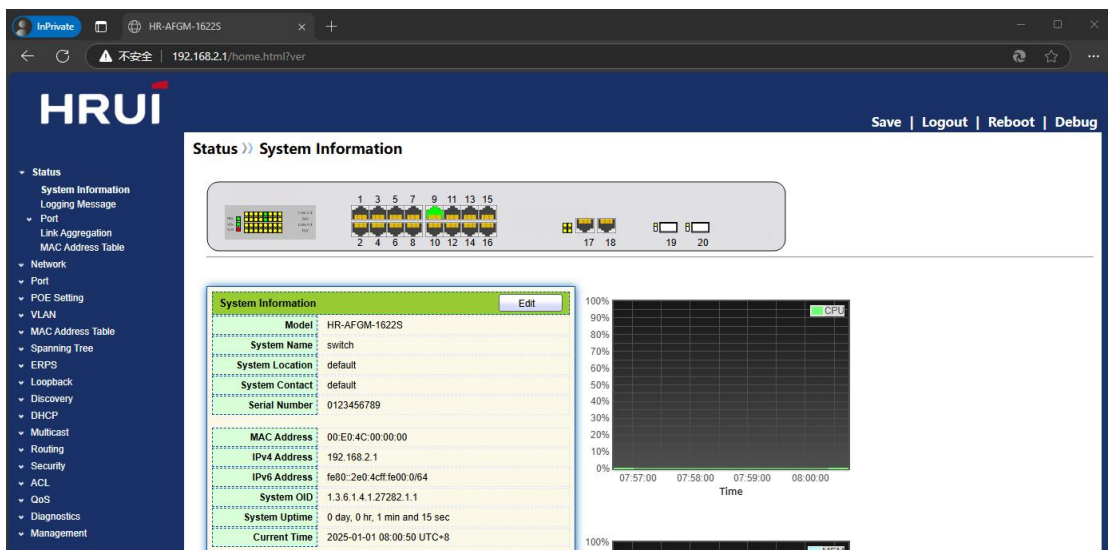 InPrivate
HR-AFGM-1622S
不安全 | 192.168.2.1/home.html?ver
HRUI
Save | Logout | Reboot | Debug
Status » System Information
Status
System Information
Logging Message
Port
Link Aggregation
MAC Address Table
Network
Port
POE Setting
VLAN
MAC Address Table
Spanning Tree
ERPS
Loopback
Discovery
DHCP
Multicast
Routing
Security
ACL
QoS
Diagnostics
Management
1 3 5 7 9 11 13 15
2 4 6 8 10 12 14 16
17 18 19 20
System Information Edit
Model HR-AFGM-1622S
System Name switch
System Location default
System Contact default
Serial Number 0123456789
MAC Address 00:E0:4C:00:00:00
IPv4 Address 192.168.2.1
IPv6 Address fe80::2e0:4cff:fe00:0/64
System OID 1.3.6.1.4.1.27282.1.1
System Uptime 0 day, 0 hr, 1 min and 15 sec
Current Time 2025-01-01 08:00:50 UTC+8
CPU
100%
90%
80%
70%
60%
50%
40%
30%
20%
10%
0%
07:57:00 07:58:00 07:59:00 08:00:00
Time
100%
MEM